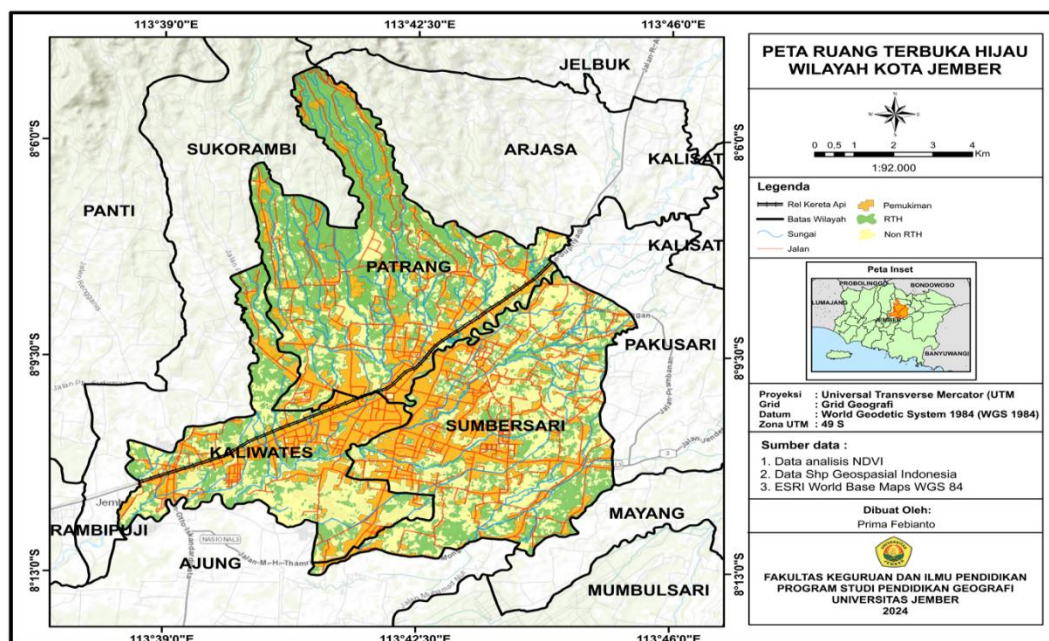 113°39'0"E
113°42'30"E
113°46'0"E
8°6'0"S
8°9'30"S
8°13'0"S
JELBUK
SUKORAMBI
ARJASA
KALISAT
PANTI
KALISAT
PATRANG
PAKUSARI
SUMBERSARI
KALIWATES
MAYANG
RAMBIPUJI
AJUNG
NASIONAL3
3
MUMBULSARI
8°6'0"S
8°9'30"S
8°13'0"S
113°39'0"E
113°42'30"E
113°46'0"E
PETA RUANG TERBUKA HIJAU
WILAYAH KOTA JEMBER
N
W
E
S
0 0,5 1 2 3 4
Km
1:92.000
Legenda
Rel Kereta Api
Batas Wilayah
Sungai
Jalan
Pemukiman
RTH
Non RTH
Peta Inset
PROBOLINGGO
BONDOWOSO
LUMAJANG
JEMBER
BANYUWANGI
Proyeksi : Universal Transverse Mercator (UTM
Grid : Grid Geografi
Datum : World Geodetic System 1984 (WGS 1984)
Zona UTM : 49 S
Sumber data :
1. Data analisis NDVI
2. Data Shp Geospasial Indonesia
3. ESRI World Base Maps WGS 84
Dibuat Oleh:
Prima Febianto
FAKULTAS KEGURUAN DAN ILMU PENDIDIKAN
PROGRAM STUDI PENDIDIKAN GEOGRAFI
UNIVERSITAS JEMBER
2024